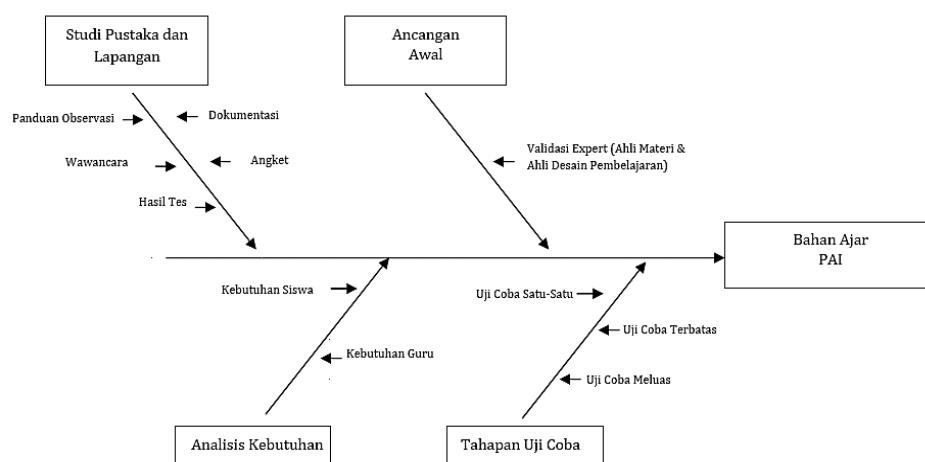 Studi Pustaka dan
Lapangan
Ancangan
Awal
Panduan Observasi
Dokumentasi
Wawancara
Angket
Hasil Tes
Validasi Expert (Ahli Materi &
Ahli Desain Pembelajaran)
Bahan Ajar
PAI
Kebutuhan Siswa
Kebutuhan Guru
Uji Coba Satu-Satu
Uji Coba Terbatas
Uji Coba Meluas
Analisis Kebutuhan
Tahapan Uji Coba